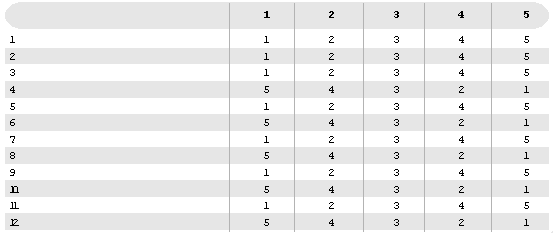 1 2 3 4 5
1 1 2 3 4 5
2 1 2 3 4 5
3 1 2 3 4 5
4 5 4 3 2 1
5 1 2 3 4 5
6 5 4 3 2 1
7 1 2 3 4 5
8 5 4 3 2 1
9 1 2 3 4 5
10 5 4 3 2 1
11 1 2 3 4 5
12 5 4 3 2 1